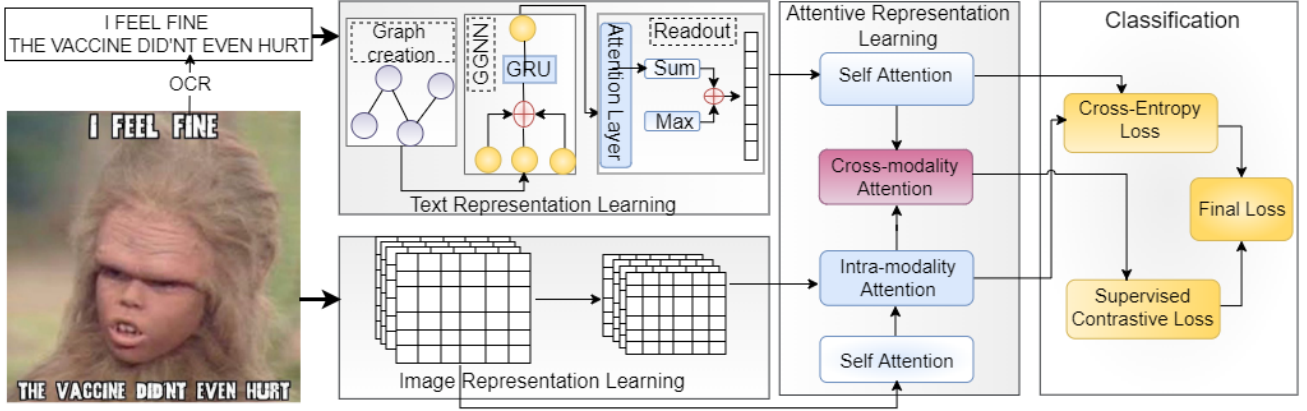 I FEEL FINE
THE VACCINE DID'NT EVEN HURT
OCR
I FEEL FINE
THE VACCINE DID'NT EVEN HURT
Graph
creation
GGNN
GRU
Attention Layer
Readout
Sum
Max
Text Representation Learning
Image Representation Learning
Attentive Representation
Learning
Self Attention
Cross-modality
Attention
Intra-modality
Attention
Self Attention
Classification
Cross-Entropy
Loss
Final Loss
Supervised
Contrastive Loss